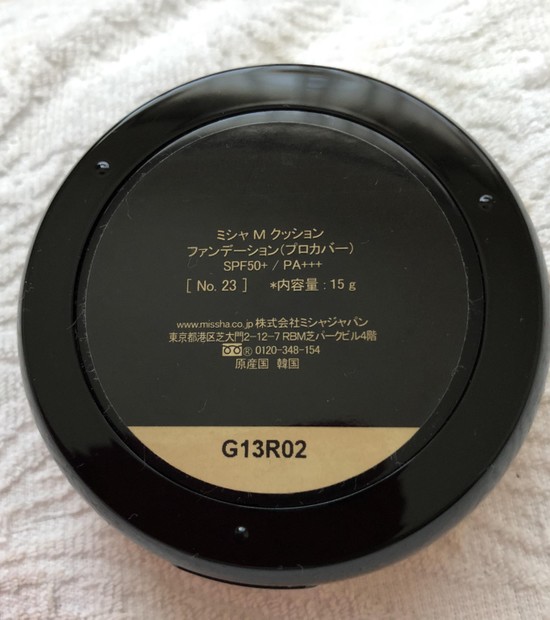 ミシャ M クッション
ファンデーション(プロカバー)
SPF50+ / PA+++
[ No. 23 ] *内容量 : 15 g
www.missha.co.jp 株式会社ミシャジャパン
東京都港区芝大門2-12-7 RBM芝パークビル4階
® 0120-348-154
原産国 韓国
G13R02